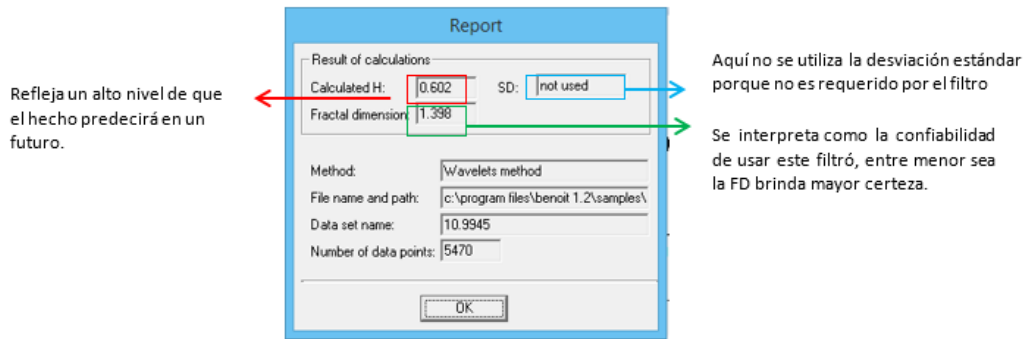 Report
Result of calculations
Calculated H: 0.602 SD: not used
Fractal dimension: 1.398
Method: Wavelets method
File name and path: c:\program files\benoit 1.2\samples\
Data set name: 10.9945
Number of data points: 5470
OK
Refleja un alto nivel de que
el hecho predecirá en un
futuro.
Aquí no se utiliza la desviación estándar
porque no es requerido por el filtro
Se interpreta como la confiabilidad
de usar este filtró, entre menor sea
la FD brinda mayor certeza.